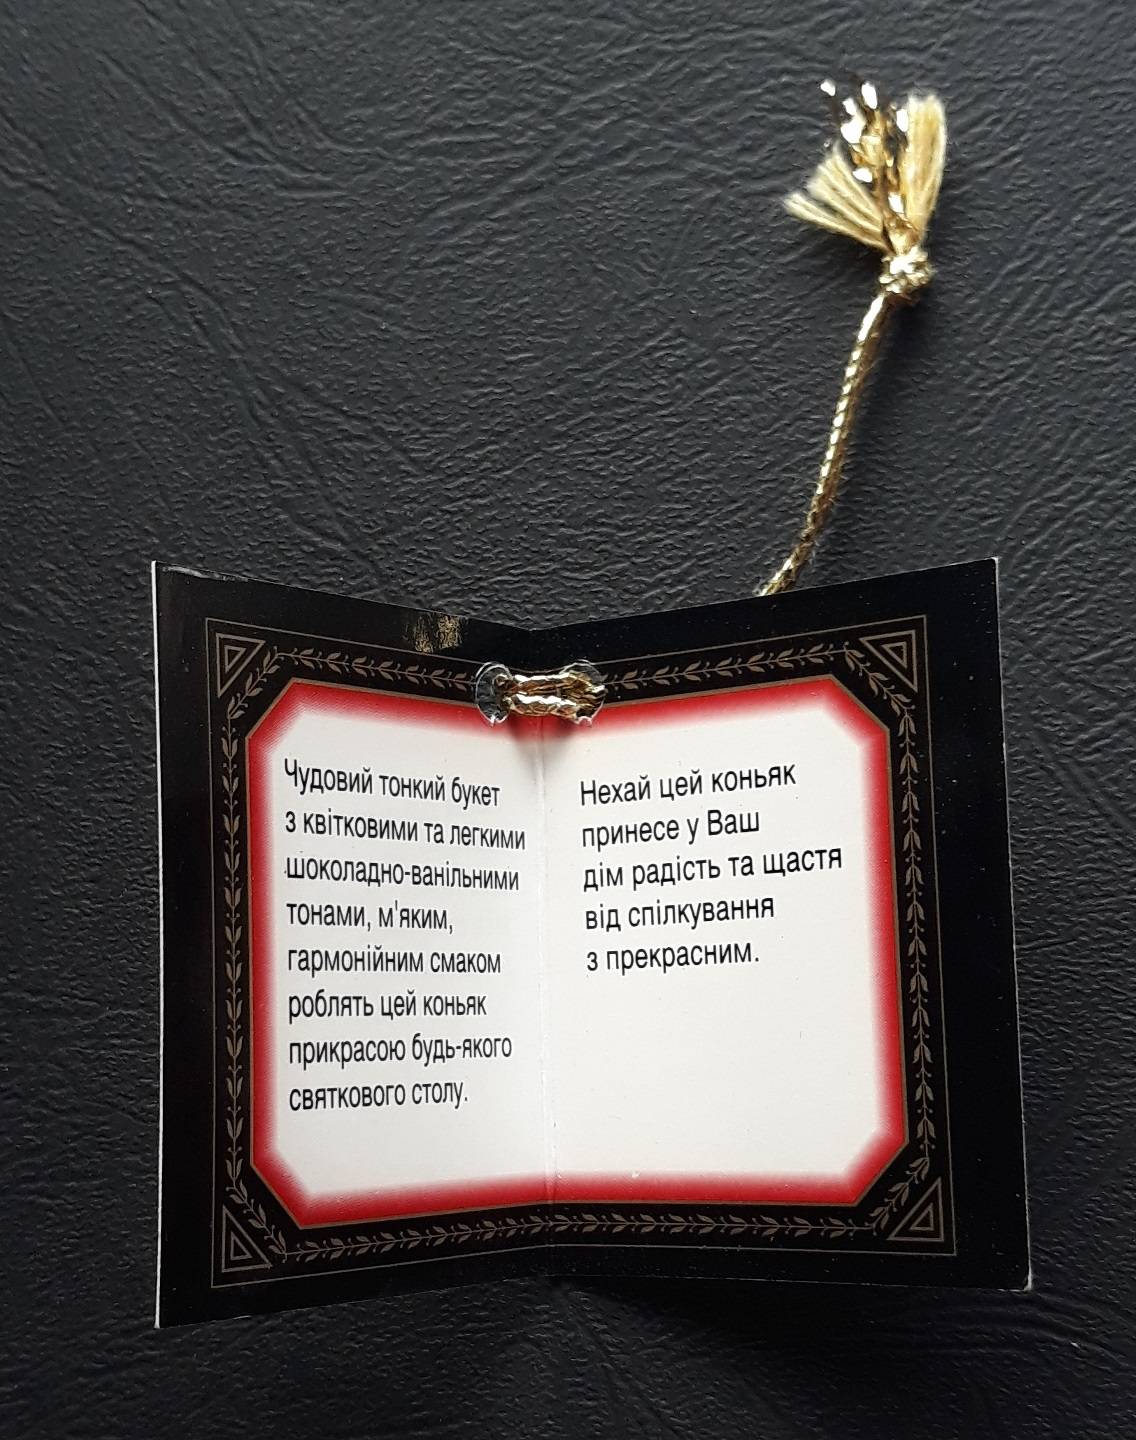 Чудовий тонкий букет
з квітковими та легкими
шоколадно-ванільними
тонами, м'яким,
гармонійним смаком
роблять цей коньяк
прикрасою будь-якого
святкового столу.
Нехай цей коньяк
принесе у Ваш
дім радість та щастя
від спілкування
з прекрасним.